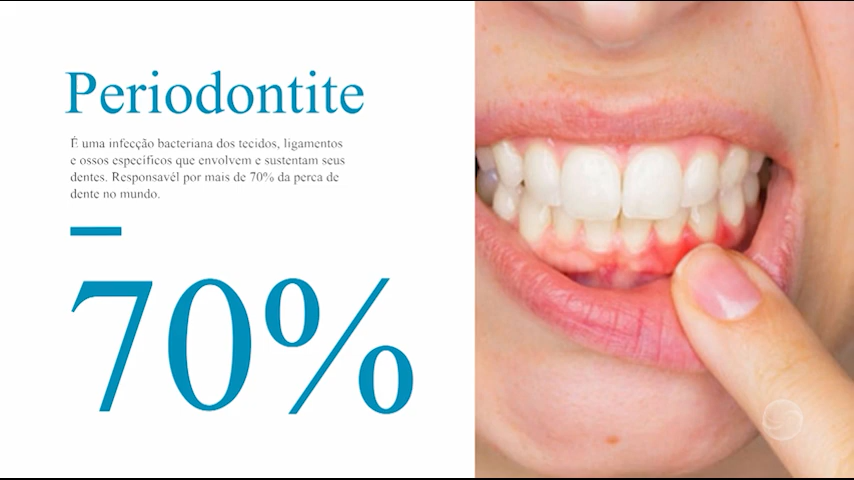 Periodontite
É uma infecção bacteriana dos tecidos, ligamentos
e ossos específicos que envolvem e sustentam seus
dentes. Responsavél por mais de 70% da perca de
dente no mundo.
70%